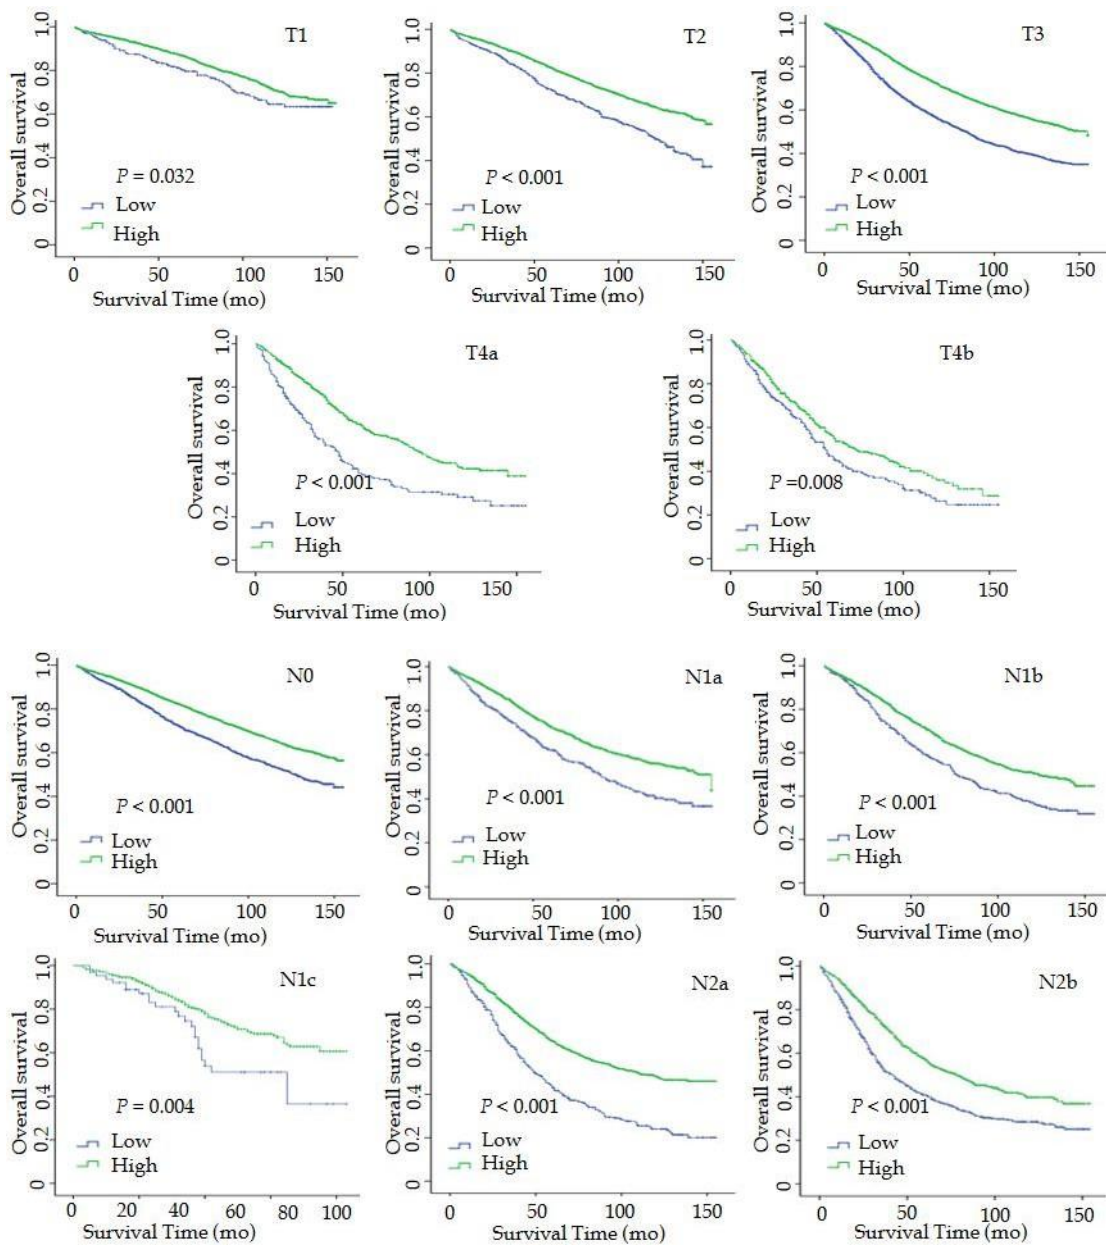 T1
Overall survival
0 0.2 0.4 0.6 0.8 1.0
P = 0.032
Low
High
0 50 100 150
Survival Time (mo)
T2
Overall survival
0 0.2 0.4 0.6 0.8 1.0
P < 0.001
Low
High
0 50 100 150
Survival Time (mo)
T3
Overall survival
0 0.2 0.4 0.6 0.8 1.0
P < 0.001
Low
High
0 50 100 150
Survival Time (mo)
T4a
Overall survival
0 0.2 0.4 0.6 0.8 1.0
P < 0.001
Low
High
0 50 100 150
Survival Time (mo)
T4b
Overall survival
0 0.2 0.4 0.6 0.8 1.0
P =0.008
Low
High
0 50 100 150
Survival Time (mo)
N0
Overall survival
0 0.2 0.4 0.6 0.8 1.0
P < 0.001
Low
High
0 50 100 150
Survival Time (mo)
N1a
Overall survival
0 0.2 0.4 0.6 0.8 1.0
P < 0.001
Low
High
0 50 100 150
Survival Time (mo)
N1b
Overall survival
0 0.2 0.4 0.6 0.8 1.0
P < 0.001
Low
High
0 50 100 150
Survival Time (mo)
N1c
Overall survival
0 0.2 0.4 0.6 0.8 1.0
P = 0.004
Low
High
0 20 40 60 80 100
Survival Time (mo)
N2a
Overall survival
0 0.2 0.4 0.6 0.8 1.0
P < 0.001
Low
High
0 50 100 150
Survival Time (mo)
N2b
Overall survival
0 0.2 0.4 0.6 0.8 1.0
P < 0.001
Low
High
0 50 100 150
Survival Time (mo)